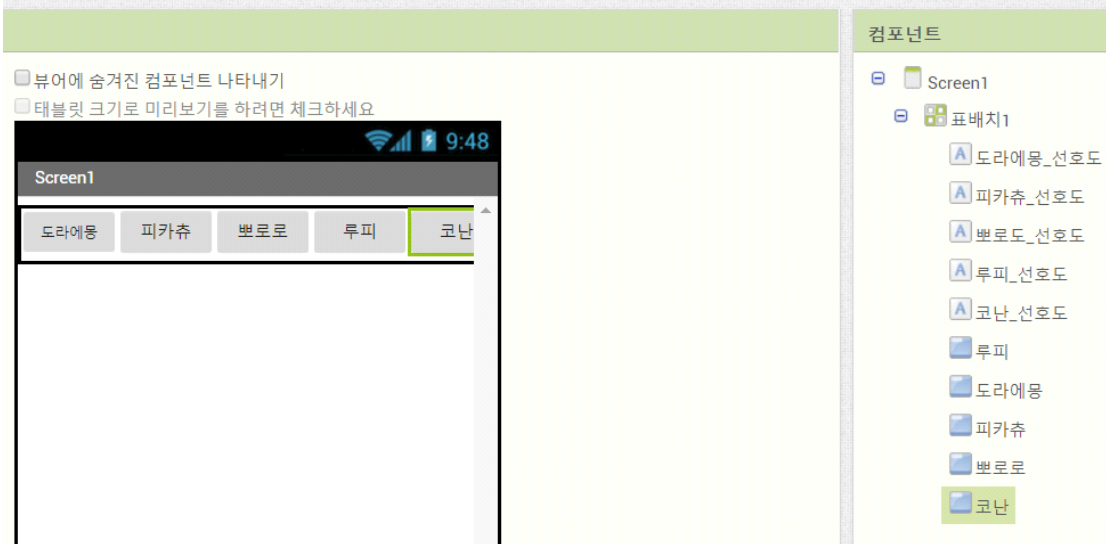 컴포넌트
뷰어에 숨겨진 컴포넌트 나타내기
태블릿 크기로 미리보기를 하려면 체크하세요
9:48
Screen1
도라에몽 피카츄 뽀로로 루피 코난
Screen1
표배치1
도라에몽_선호도
피카츄_선호도
뽀로도_선호도
루피_선호도
코난_선호도
루피
도라에몽
피카츄
뽀로로
코난